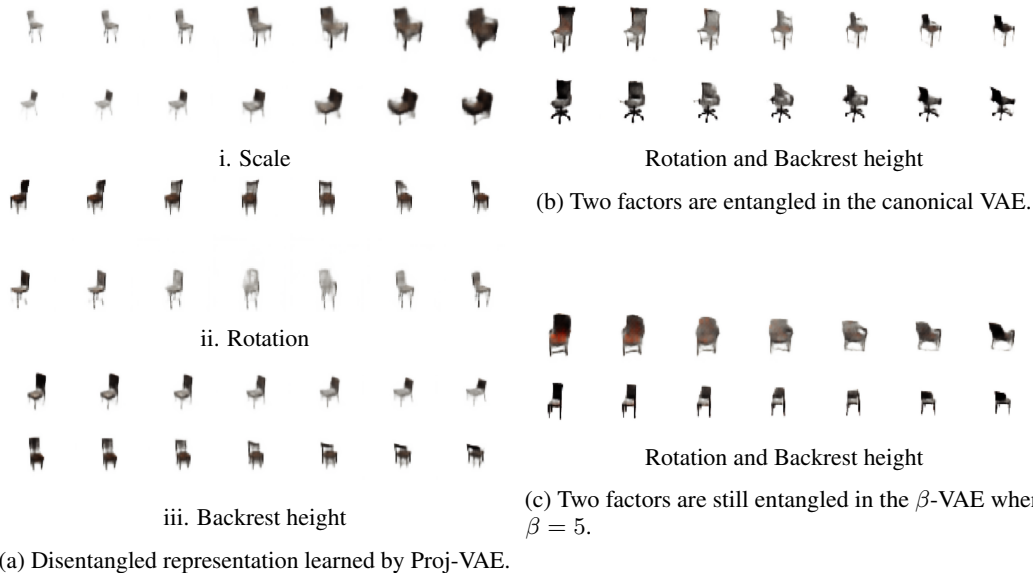 i. Scale
ii. Rotation
iii. Backrest height
(a) Disentangled representation learned by Proj-VAE.
Rotation and Backrest height
(b) Two factors are entangled in the canonical VAE.
Rotation and Backrest height
(c) Two factors are still entangled in the β-VAE when
β = 5.